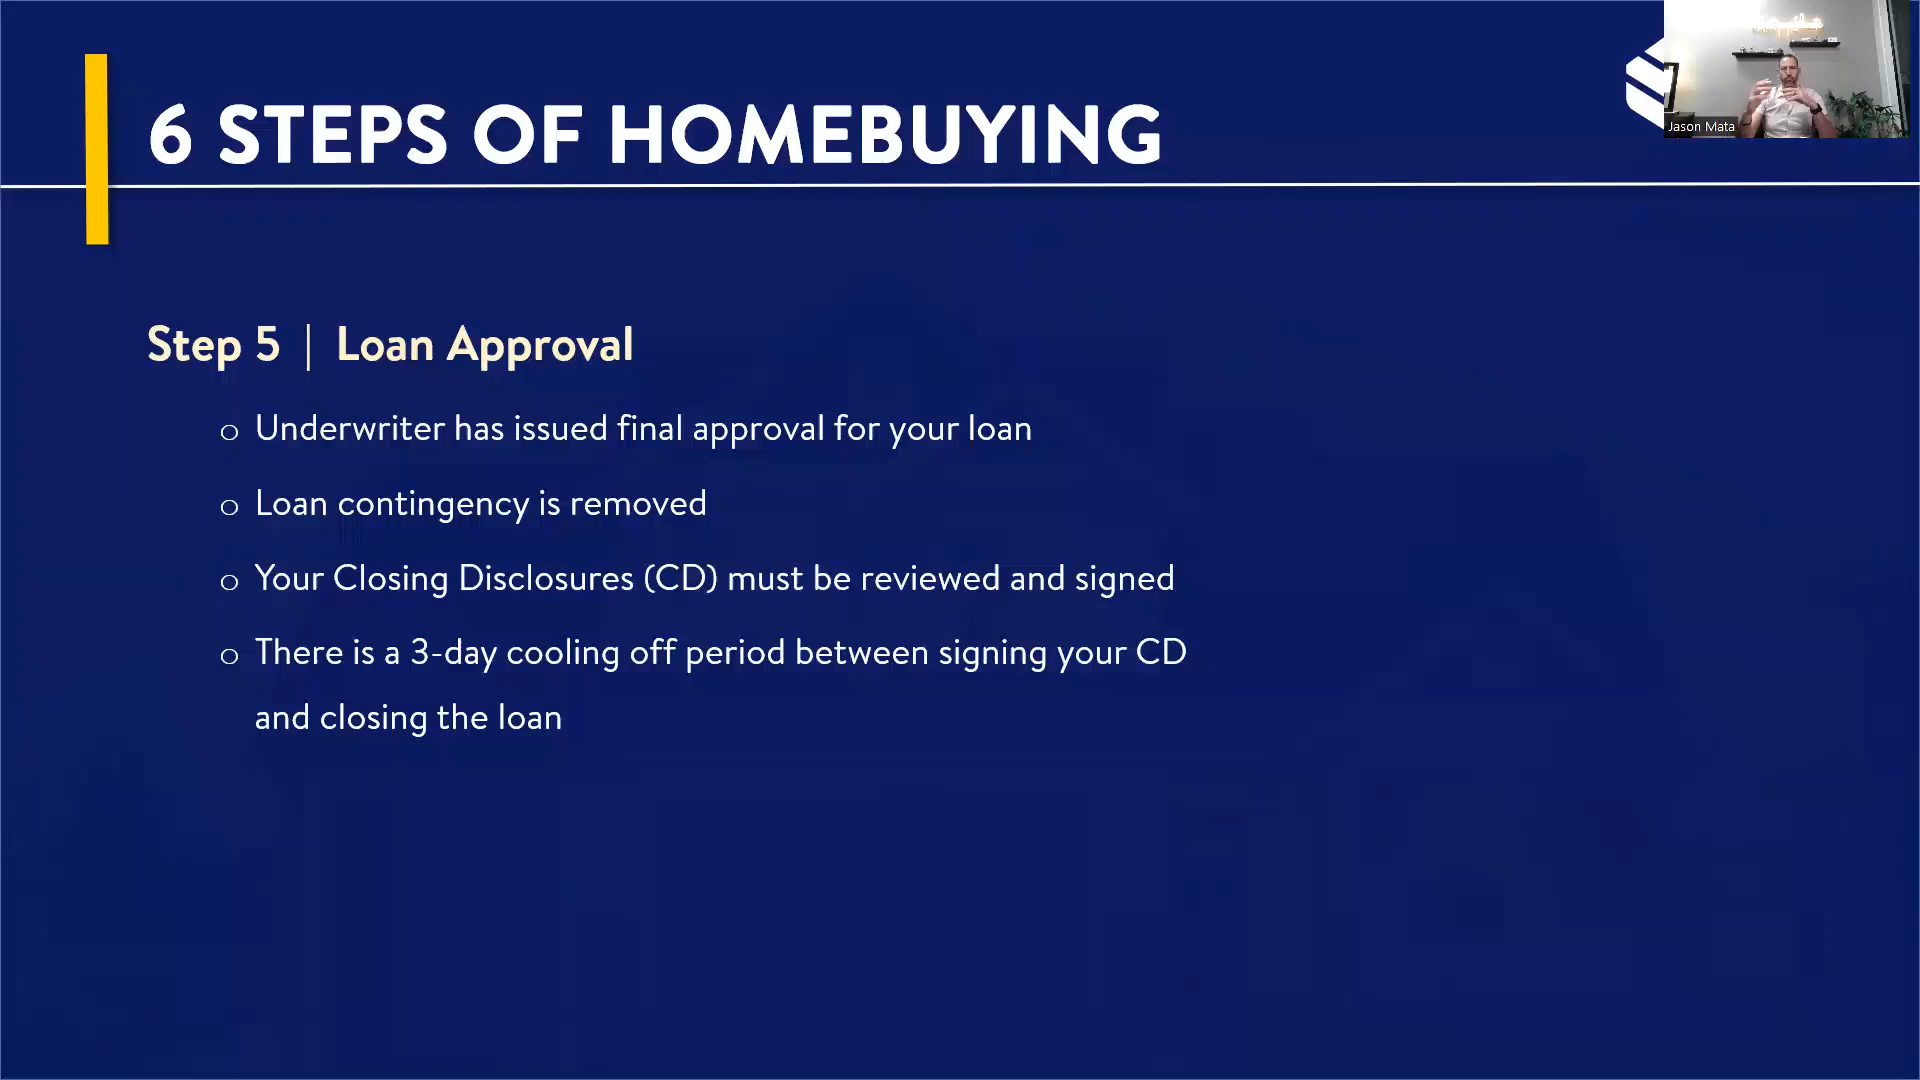 6 STEPS OF HOMEBUYING
Jason Mata
Step 5 | Loan Approval
o Underwriter has issued final approval for your loan
o Loan contingency is removed
o Your Closing Disclosures (CD) must be reviewed and signed
o There is a 3-day cooling off period between signing your CD
and closing the loan